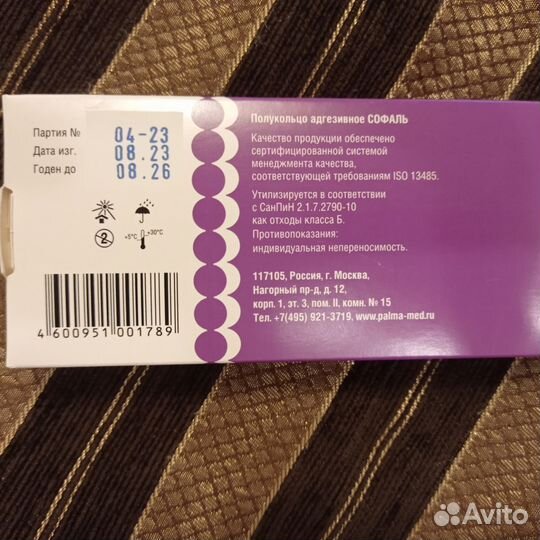 Партия № 04-23
Дата изг. 08.23
Годен до 08.26
2
+5°C +30°C
4 600951 001789
Полукольцо адгезивное СОФАЛЬ
Качество продукции обеспечено
сертифицированной системой
менеджмента качества,
соответствующей требованиям ISO 13485.
Утилизируется в соответствии
с СанПиН 2.1.7.2790-10
как отходы класса Б.
Противопоказания:
индивидуальная непереносимость.
117105, Россия, г. Москва,
Нагорный пр-д, д. 12,
корп. 1, эт. 3, пом. II, комн. № 15
Тел. +7(495) 921-3719, www.palma-med.ru
Avito